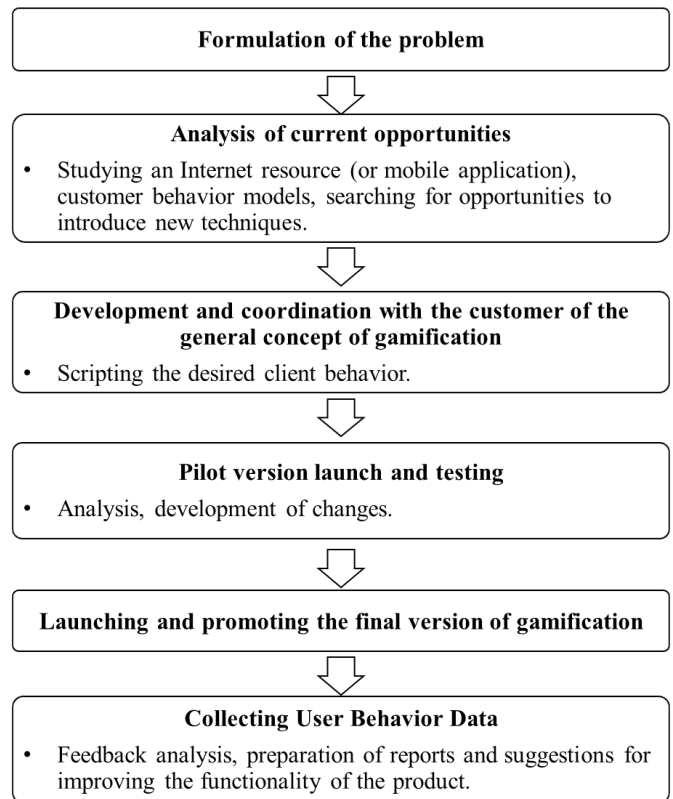 Formulation of the problem
Analysis of current opportunities
• Studying an Internet resource (or mobile application),
customer behavior models, searching for opportunities to
introduce new techniques.
Development and coordination with the customer of the
general concept of gamification
• Scripting the desired client behavior.
Pilot version launch and testing
• Analysis, development of changes.
Launching and promoting the final version of gamification
Collecting User Behavior Data
• Feedback analysis, preparation of reports and suggestions for
improving the functionality of the product.